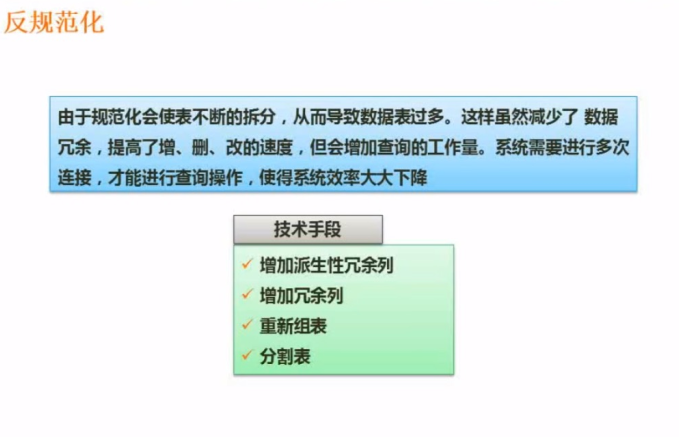 反规范化
由于规范化会使表不断的拆分，从而导致数据表过多。这样虽然减少了 数据
冗余，提高了增、删、改的速度，但会增加查询的工作量。系统需要进行多次
连接，才能进行查询操作，使得系统效率大大下降
技术手段
✓ 增加派生性冗余列
✓ 增加冗余列
✓ 重新组表
✓ 分割表